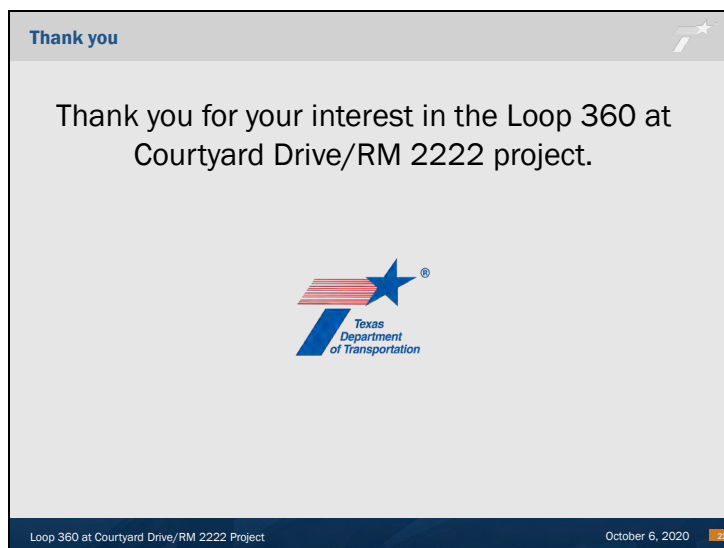 Thank you
Thank you for your interest in the Loop 360 at
Courtyard Drive/RM 2222 project.
®
Texas
Department
of Transportation
Loop 360 at Courtyard Drive/RM 2222 Project
October 6, 2020